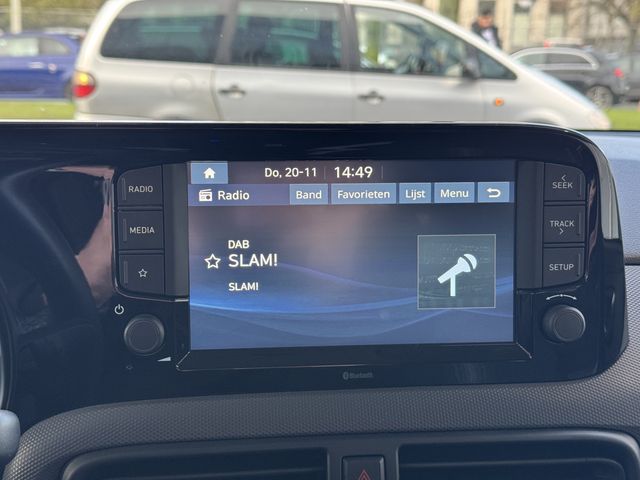 Do, 20-11 14:49
Radio Band Favorieten Lijst Menu
DAB
SLAM!
SLAM!
RADIO
MEDIA
SEEK
TRACK
SETUP
Bluetooth